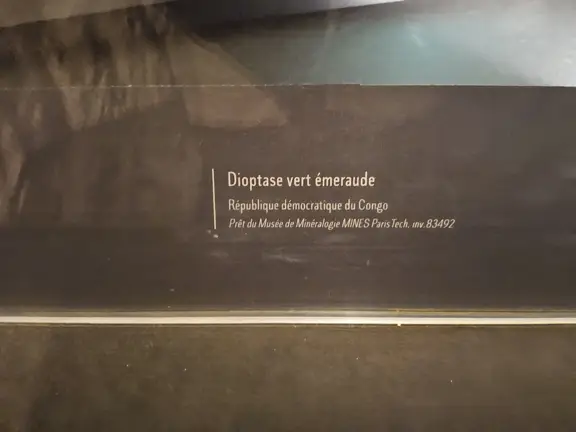 Dioptase vert émeraude
République démocratique du Congo
Prêt du Musée de Minéralogie MINES ParisTech, inv.83492